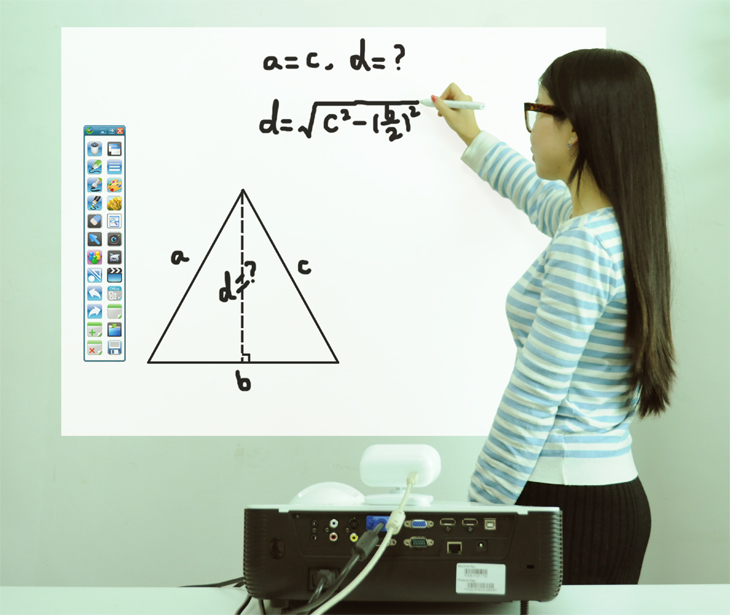 a=c, d=?
d=√(c²-(b/2)²)
a
d=?
c
b